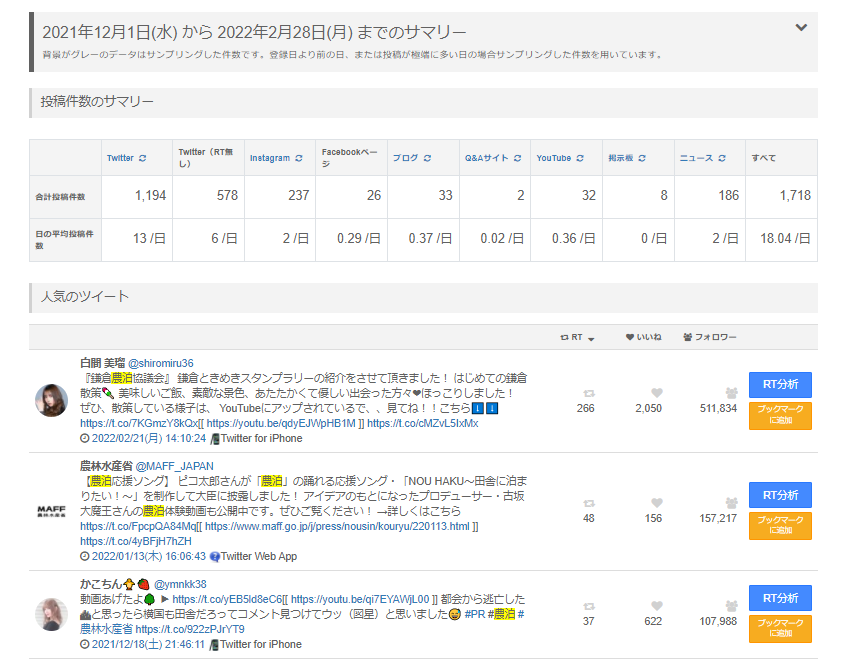 2021年12月1日(水) から 2022年2月28日(月) までのサマリー
背景がグレーのデータはサンプリングした件数です。登録日より前の日、または投稿が極端に多い日の場合サンプリングした件数を用いています。
投稿件数のサマリー
Twitter Twitter（RT無し） Instagram Facebookページ ブログ Q&Aサイト YouTube 掲示板 ニュース すべて
合計投稿件数 1,194 578 237 26 33 2 32 8 186 1,718
日の平均投稿件数 13 /日 6 /日 2 /日 0.29 /日 0.37 /日 0.02 /日 0.36 /日 0 /日 2 /日 18.04 /日
人気のツイート
RT いいね フォロワー
白間 美瑠 @shiromiru36
『鎌倉農泊協議会』 鎌倉ときめきスタンプラリーの紹介をさせて頂きました！ はじめての鎌倉
散策🍡 美味しいご飯、素敵な景色、あたたかくて優しい出会った方々❤ほっこりしました！
ぜひ、散策している様子は、 YouTubeにアップされているで、、見てね！！こちら⬇️⬇️
https://t.co/7KGmzY8kQx[[ https://youtu.be/qdyEJWpHB1M ]] https://t.co/cMZvL5IxMx
2022/02/21(月) 14:10:24 Twitter for iPhone
266 2,050 511,834
RT分析
ブックマークに追加
農林水産省 @MAFF_JAPAN
【農泊応援ソング】 ピコ太郎さんが「農泊」の踊れる応援ソング・「NOU HAKU～田舎に泊ま
りたい！～」を制作して大臣に披露しました！ アイデアのもとになったプロデューサー・古坂
大魔王さんの農泊体験動画も公開中です。ぜひご覧ください！ →詳しくはこちら
https://t.co/FpcpQA84Mq[[ https://www.maff.go.jp/j/press/nousin/kouryu/220113.html ]]
https://t.co/4yBFjH7hZH
2022/01/13(木) 16:06:43 Twitter Web App
MAFF
農林水産省
48 156 157,217
RT分析
ブックマークに追加
かこちん🐥🍓 @ymnkk38
動画あげたよ🌳 ▶ https://t.co/yEB5ld8eC6[[ https://youtu.be/qi7EYAWjL00 ]] 都会から逃亡した
と思ったら横国も田舎だろってコメント見つけてウッ（図星）と思いました😅 #PR #農泊 #
農林水産省 https://t.co/922zPJrYT9
2021/12/18(土) 21:46:11 Twitter for iPhone
37 622 107,988
RT分析
ブックマークに追加